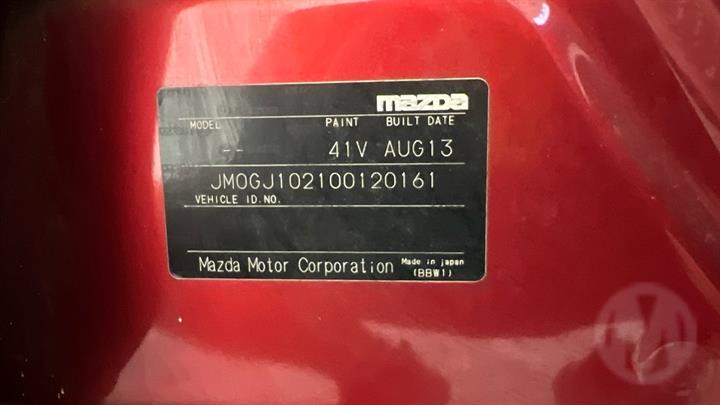 mazda
MODEL PAINT BUILT DATE
-- 41V AUG13
JM0GJ102100120161
VEHICLE ID.NO.
Mazda Motor Corporation Made in japan
(BBW1)